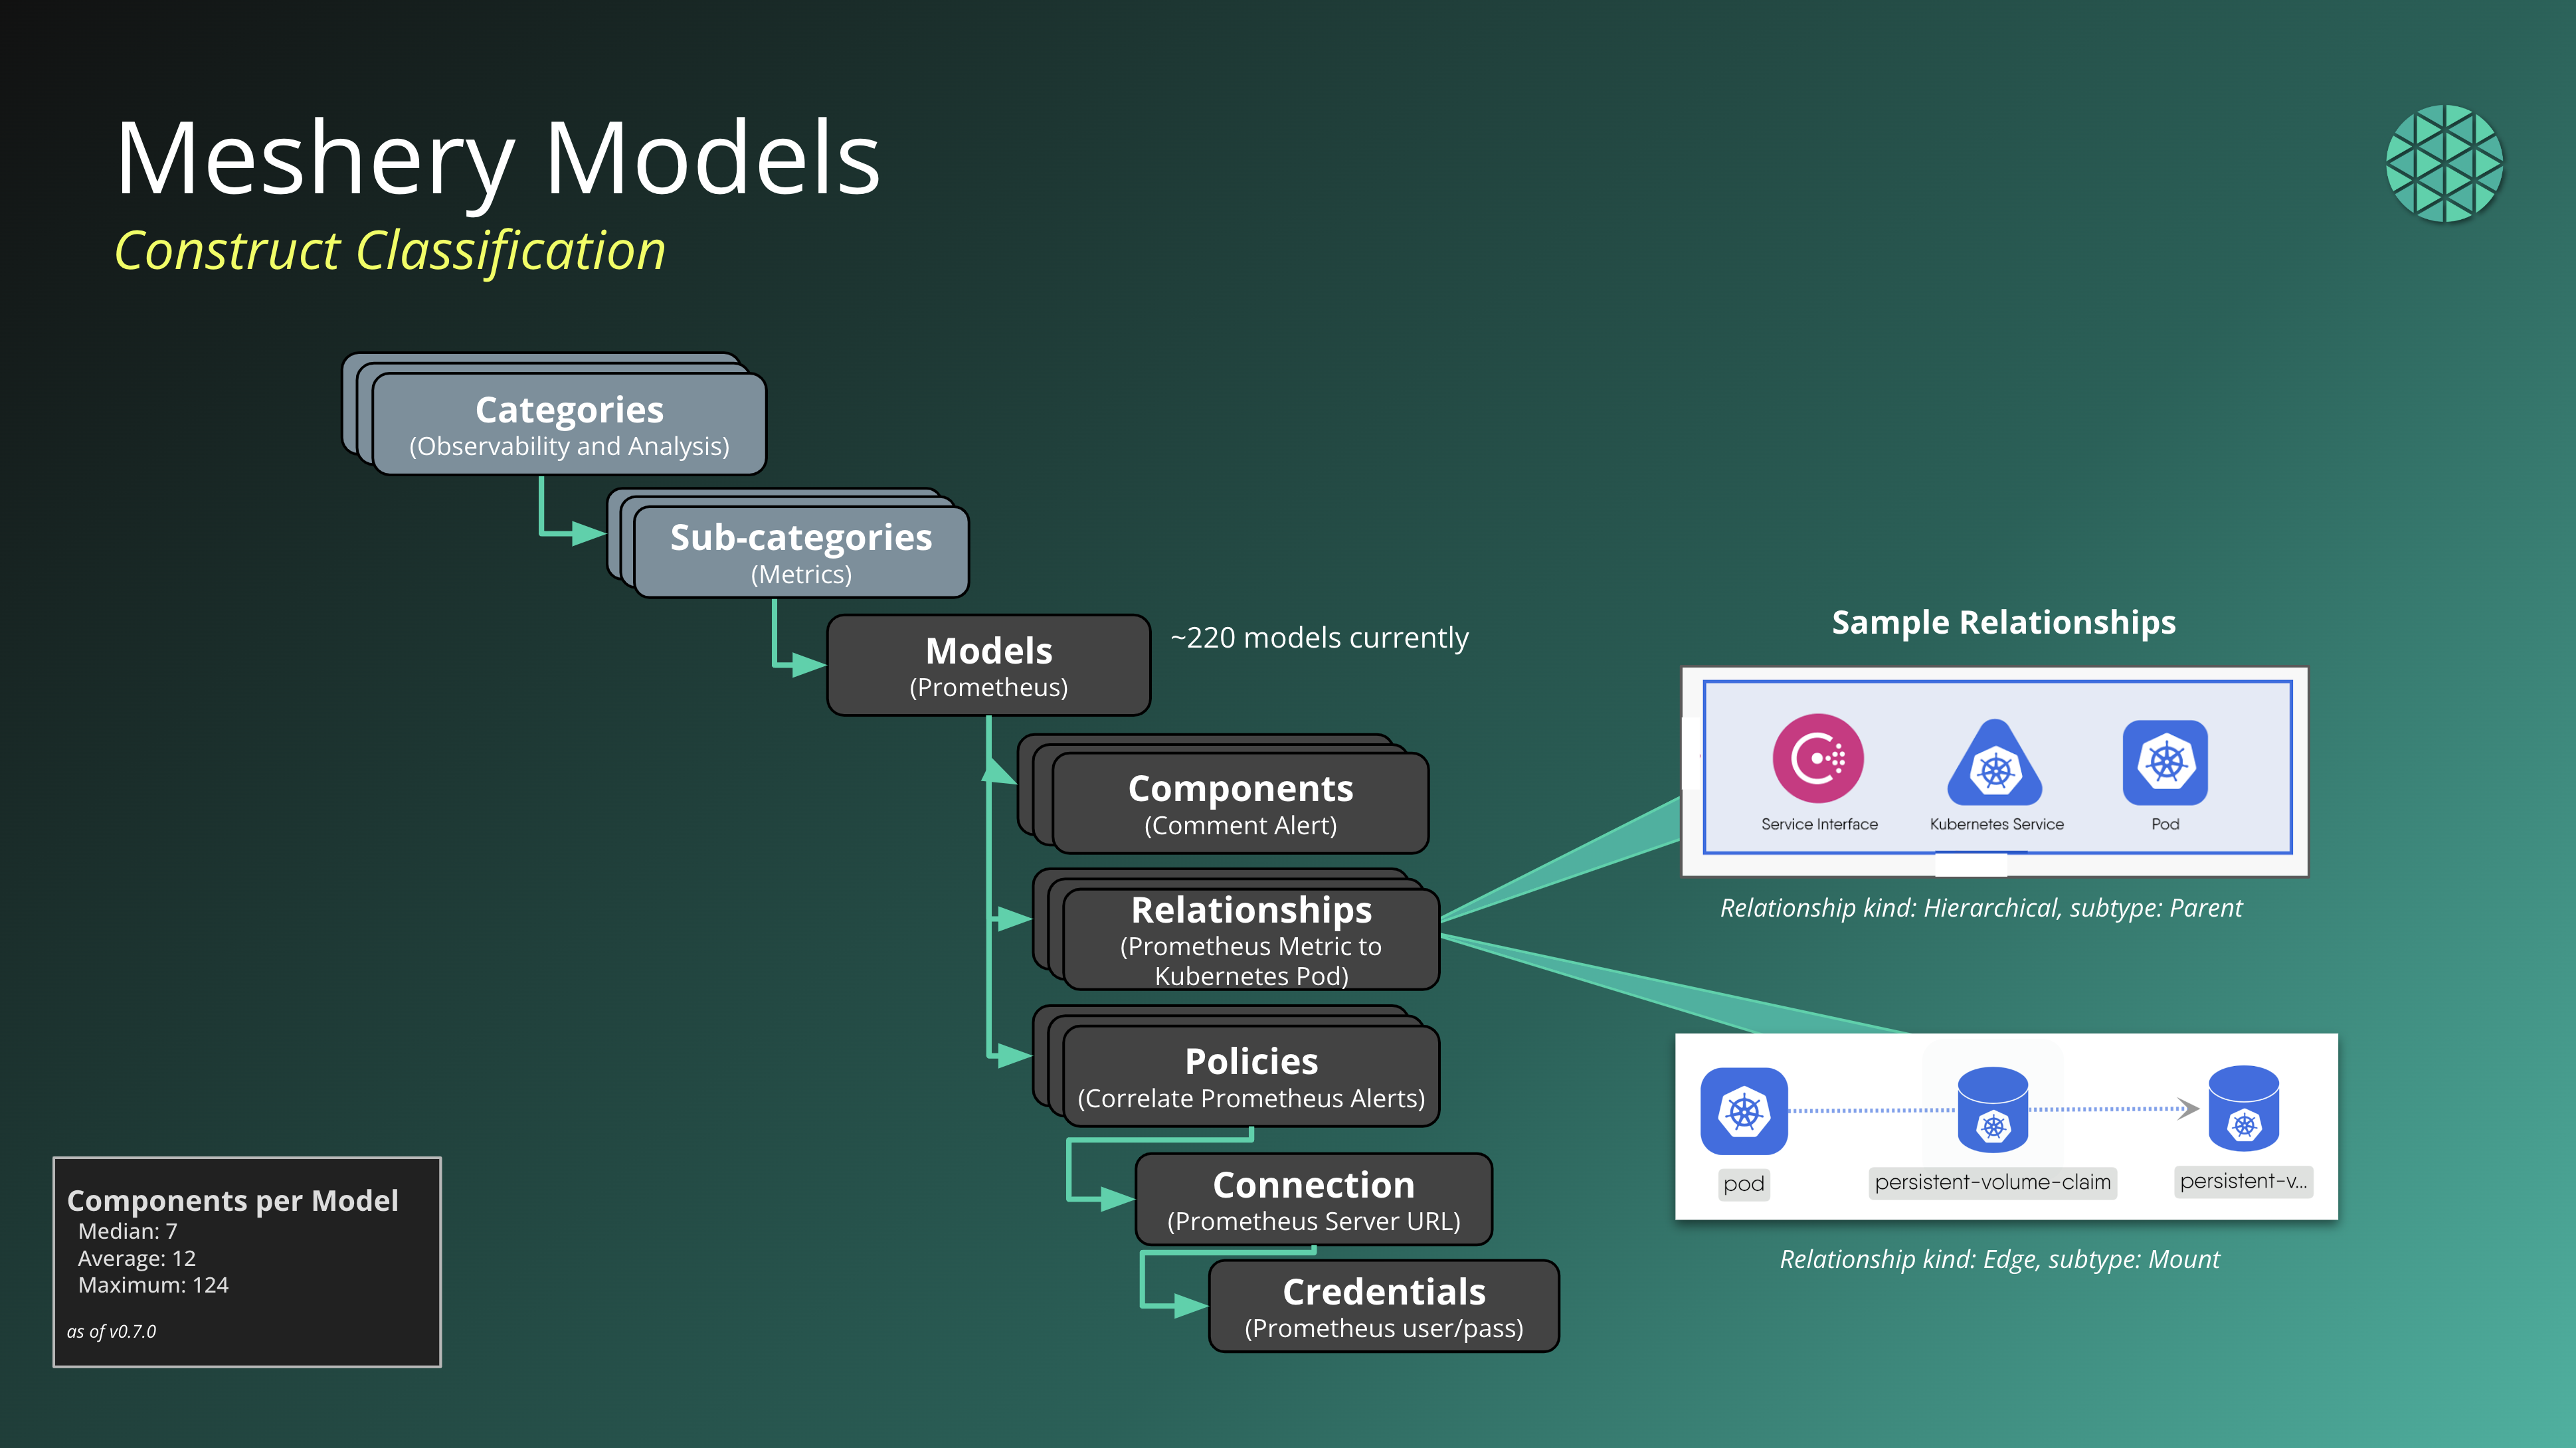 Meshery Models
Construct Classification
Categories
(Observability and Analysis)
Sub-categories
(Metrics)
Models
(Prometheus)
~220 models currently
Components
(Comment Alert)
Relationships
(Prometheus Metric to
Kubernetes Pod)
Policies
(Correlate Prometheus Alerts)
Connection
(Prometheus Server URL)
Credentials
(Prometheus user/pass)
Sample Relationships
Service Interface
Kubernetes Service
Pod
Relationship kind: Hierarchical, subtype: Parent
pod
persistent-volume-claim
persistent-v...
Relationship kind: Edge, subtype: Mount
Components per Model
Median: 7
Average: 12
Maximum: 124
as of v0.7.0